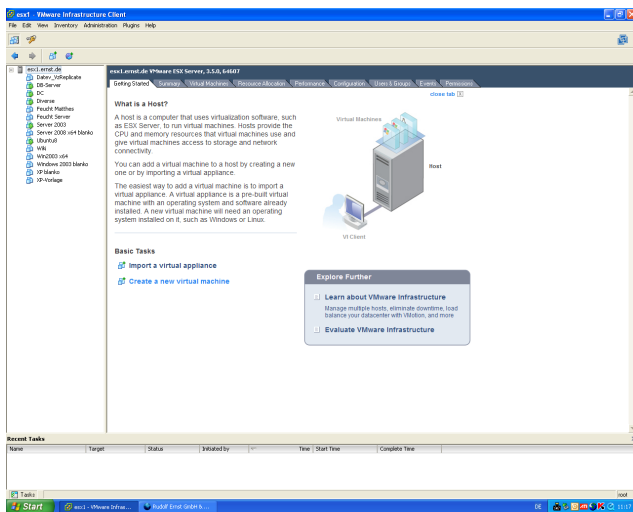 esx1 - VMware Infrastructure Client
File Edit View Inventory Administration Plugins Help
esx1.ernst.de
Datev_VzReplicate
DB-Server
DC
Diverse
Feucht Matthes
Feucht Server
Server 2003
Server 2008 x64 blanko
Ubuntu8
Wiki
Win2003 x64
Windows 2003 blanko
XP blanko
XP-Vorlage
esx1.ernst.de VMware ESX Server, 3.5.0, 64607
Getting Started Summary Virtual Machines Resource Allocation Performance Configuration Users & Groups Events Permissions
close tab
What is a Host?
A host is a computer that uses virtualization software, such
as ESX Server, to run virtual machines. Hosts provide the
CPU and memory resources that virtual machines use and
give virtual machines access to storage and network
connectivity.
You can add a virtual machine to a host by creating a new
one or by importing a virtual appliance.
The easiest way to add a virtual machine is to import a
virtual appliance. A virtual appliance is a pre-built virtual
machine with an operating system and software already
installed. A new virtual machine will need an operating
system installed on it, such as Windows or Linux.
Virtual Machines
Host
VI Client
Basic Tasks
Import a virtual appliance
Create a new virtual machine
Explore Further
Learn about VMware Infrastructure
Manage multiple hosts, eliminate downtime, load
balance your datacenter with VMotion, and more
Evaluate VMware Infrastructure
Recent Tasks
Name Target Status Initiated by Time Start Time Complete Time
Tasks
root
Start esx1 - VMware Infras... Rudolf Ernst GmbH & ... DE 11:17